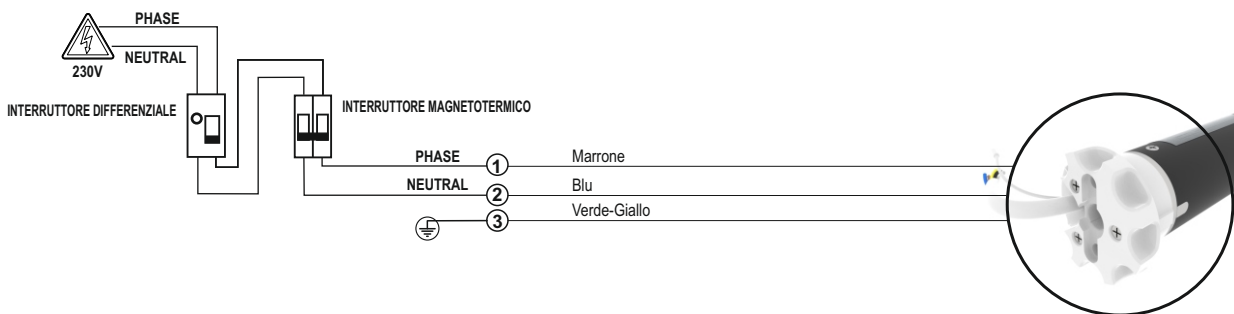 PHASE
NEUTRAL
230V
INTERRUTTORE DIFFERENZIALE
INTERRUTTORE MAGNETOTERMICO
PHASE 1 Marrone
NEUTRAL 2 Blu
3 Verde-Giallo